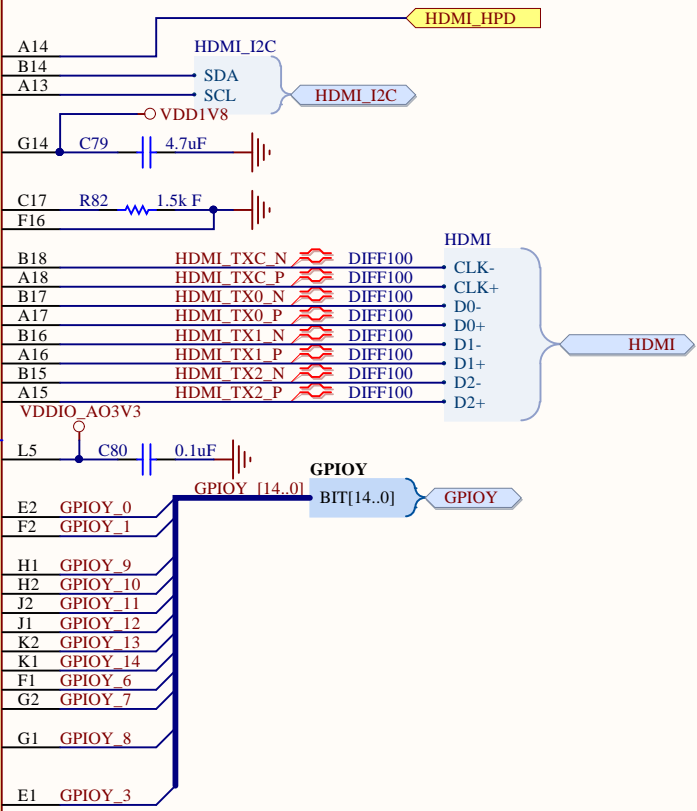 HDMI_HPD
A14 HDMI_I2C
B14 SDA
A13 SCL HDMI_I2C
VDD1V8
G14 C79 4.7uF
C17 R82 1.5k F
F16
HDMI
B18 HDMI_TXC_N DIFF100 CLK-
A18 HDMI_TXC_P DIFF100 CLK+
B17 HDMI_TX0_N DIFF100 D0-
A17 HDMI_TX0_P DIFF100 D0+
B16 HDMI_TX1_N DIFF100 D1- HDMI
A16 HDMI_TX1_P DIFF100 D1+
B15 HDMI_TX2_N DIFF100 D2-
A15 HDMI_TX2_P DIFF100 D2+
VDDIO_AO3V3
L5 C80 0.1uF
GPIOY
GPIOY_[14..0] BIT[14..0] GPIOY
E2 GPIOY_0
F2 GPIOY_1
H1 GPIOY_9
H2 GPIOY_10
J2 GPIOY_11
J1 GPIOY_12
K2 GPIOY_13
K1 GPIOY_14
F1 GPIOY_6
G2 GPIOY_7
G1 GPIOY_8
E1 GPIOY_3